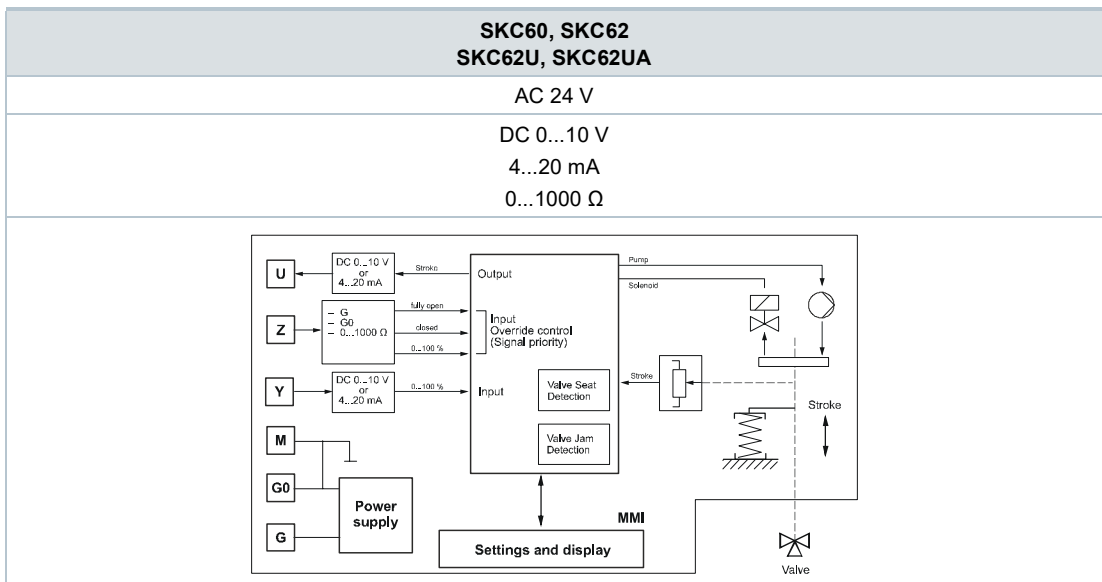 SKC60, SKC62
SKC62U, SKC62UA
AC 24 V
DC 0...10 V
4...20 mA
0...1000 Ω
U
DC 0...10 V
or
4...20 mA
Stroke
Output
Pump
Solenoid
Z
– G
– G0
– 0...1000 Ω
fully open
closed
0...100 %
Input
Override control
(Signal priority)
Y
DC 0...10 V
or
4...20 mA
0...100 %
Input
Valve Seat
Detection
Stroke
Stroke
Valve Jam
Detection
M
G0
G
Power
supply
MMI
Settings and display
Valve